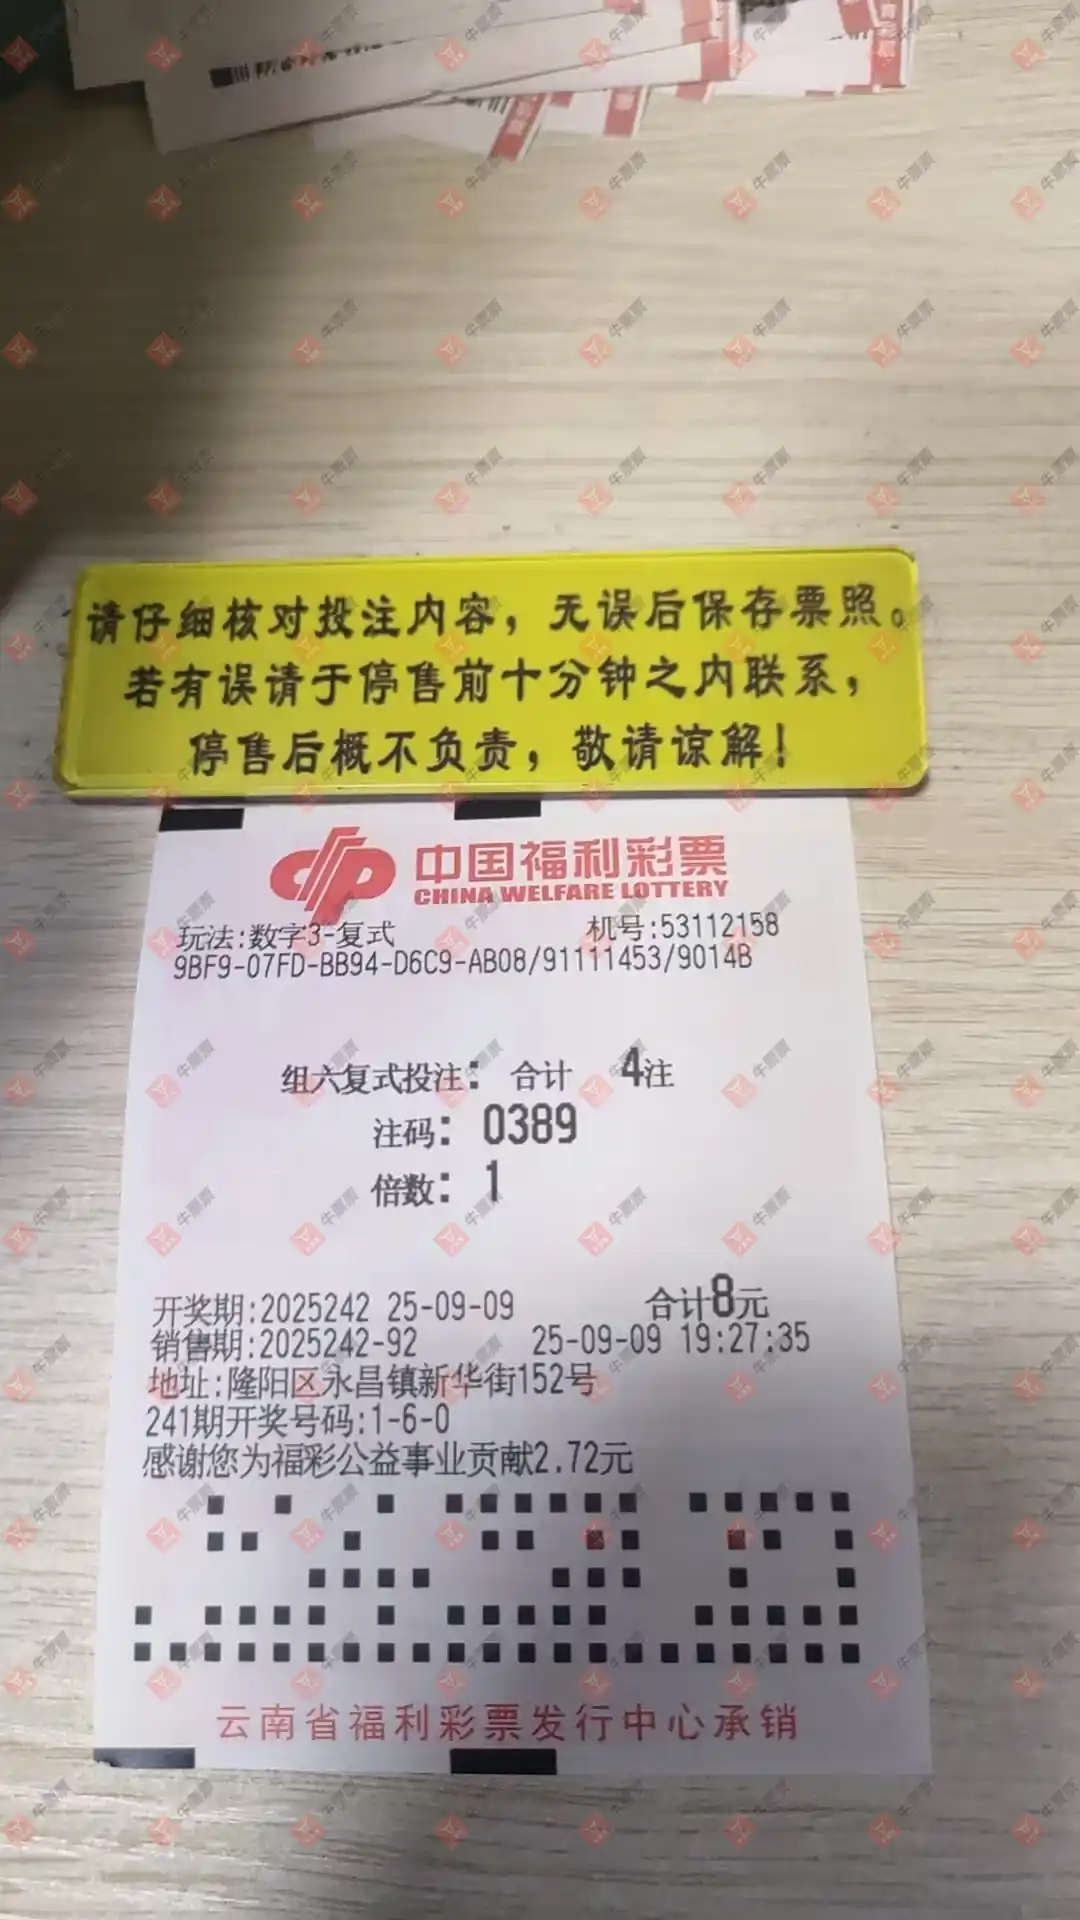 请仔细核对投注内容，无误后保存票照。
若有误请于停售前十分钟之内联系，
停售后概不负责，敬请谅解！
中国福利彩票
CHINA WELFARE LOTTERY
玩法:数字3-复式 机号:53112158
9BF9-07FD-BB94-D6C9-AB08/91111453/9014B
组六复式投注: 合计 4注
注码: 0389
倍数: 1
开奖期:2025242 25-09-09 合计8元
销售期:2025242-92 25-09-09 19:27:35
地址:隆阳区永昌镇新华街152号
241期开奖号码:1-6-0
感谢您为福彩公益事业贡献2.72元
云南省福利彩票发行中心承销
牛票票